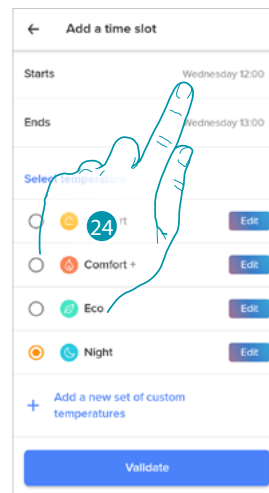 ← Add a time slot
Starts Wednesday 12:00
Ends Wednesday 13:00
Select temperature
24
Edit
Comfort + Edit
Eco Edit
Night Edit
+ Add a new set of custom
temperatures
Validate